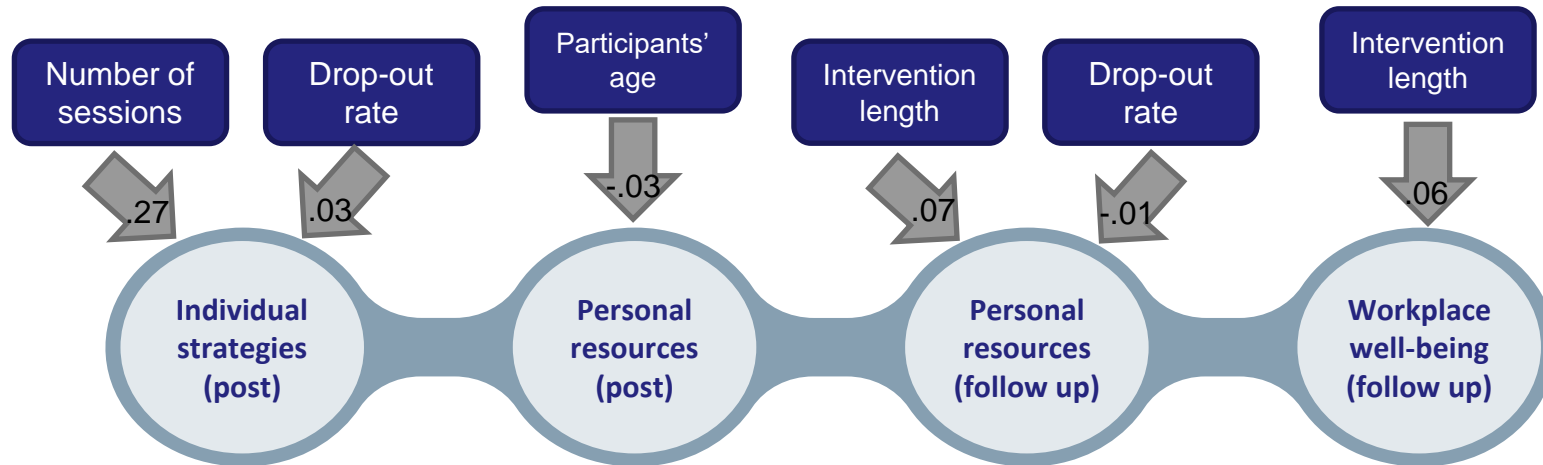 Number of
sessions
Drop-out
rate
Participants’
age
Intervention
length
Drop-out
rate
Intervention
length
.27
.03
-.03
.07
-.01
.06
Individual
strategies
(post)
Personal
resources
(post)
Personal
resources
(follow up)
Workplace
well-being
(follow up)